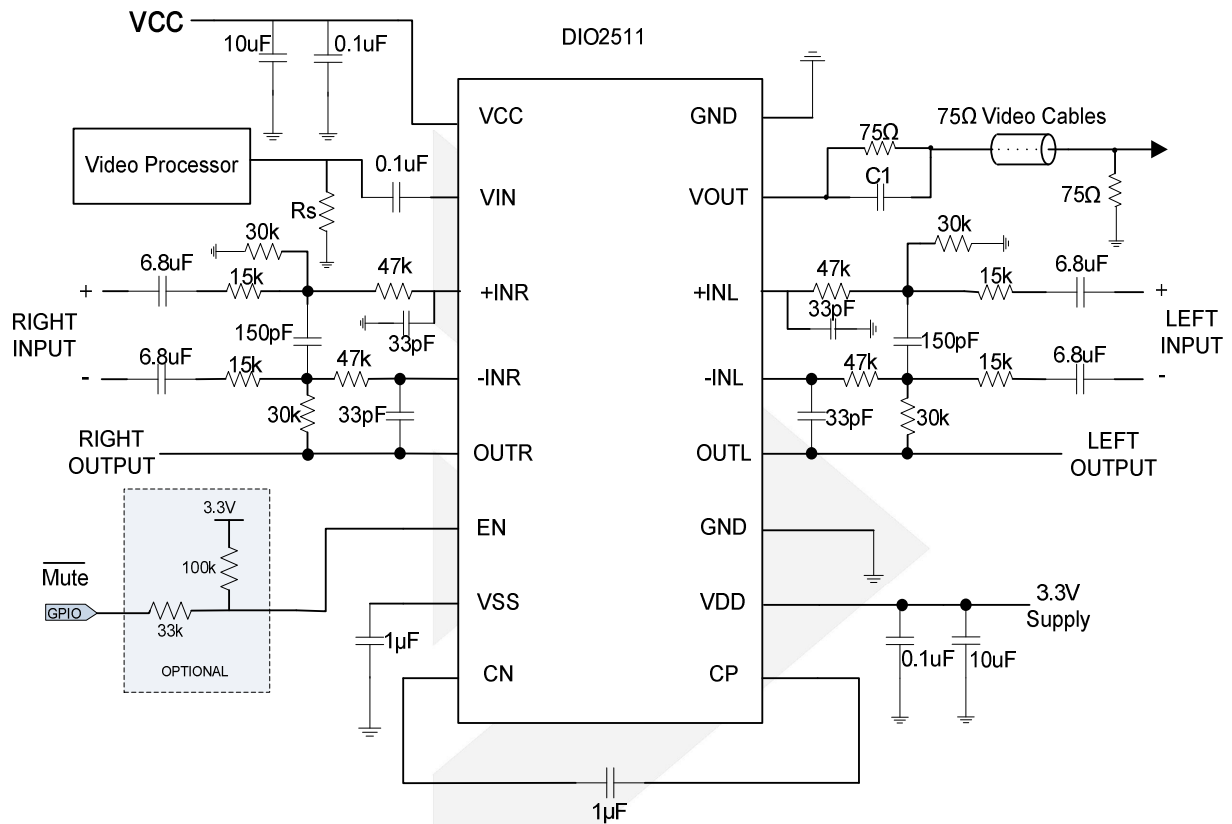 VCC
10uF
0.1uF
DIO2511
VCC
GND
Video Processor
0.1uF
VIN
VOUT
75Ω
C1
75Ω Video Cables
75Ω
Rs
30k
30k
+
6.8uF
15k
47k
+INR
+INL
47k
15k
6.8uF
+
RIGHT
INPUT
150pF
33pF
33pF
150pF
LEFT
INPUT
-
6.8uF
15k
47k
-INR
-INL
47k
15k
6.8uF
-
30k
33pF
33pF
30k
RIGHT
OUTPUT
OUTR
OUTL
LEFT
OUTPUT
3.3V
100k
EN
GND
Mute
GPIO
33k
OPTIONAL
VSS
1µF
VDD
3.3V
Supply
0.1uF
10uF
CN
CP
1µF